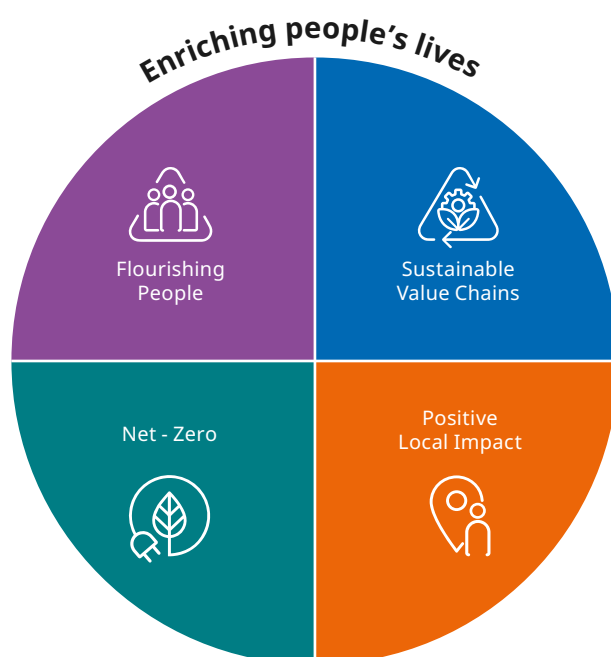 Enriching people’s lives
Flourishing
People
Sustainable
Value Chains
Net - Zero
Positive
Local Impact